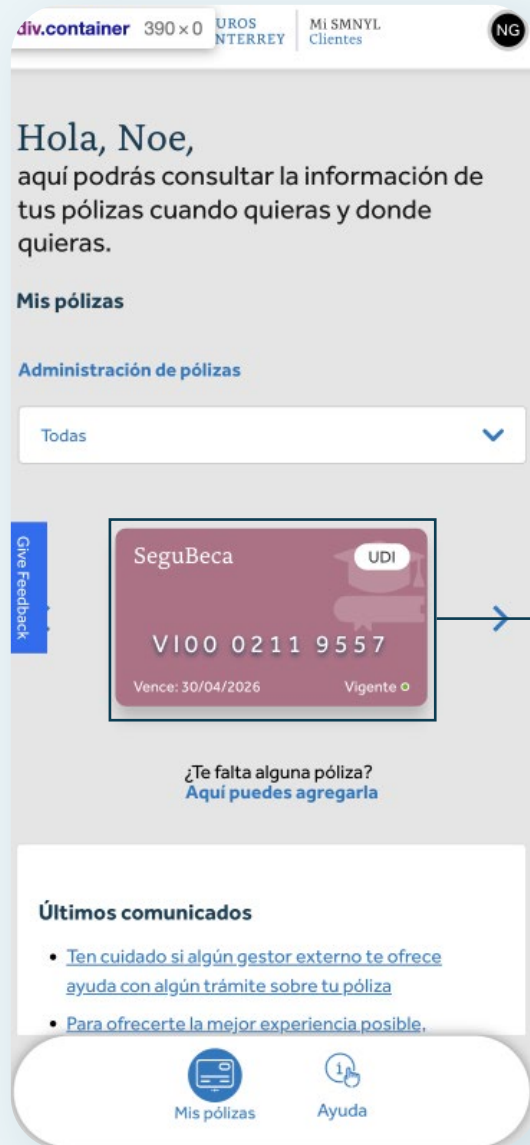 div.container 390 × 0
UROS
NTERREY
Mi SMNYL
Clientes
NG
Hola, Noe,
aquí podrás consultar la información de
tus pólizas cuando quieras y donde
quieras.
Mis pólizas
Administración de pólizas
Todas
Give Feedback
SeguBeca
UDI
VI00 0211 9557
Vence: 30/04/2026
Vigente
¿Te falta alguna póliza?
Aquí puedes agregarla
Últimos comunicados
• Ten cuidado si algún gestor externo te ofrece
ayuda con algún trámite sobre tu póliza
• Para ofrecerte la mejor experiencia posible,
Mis pólizas
Ayuda